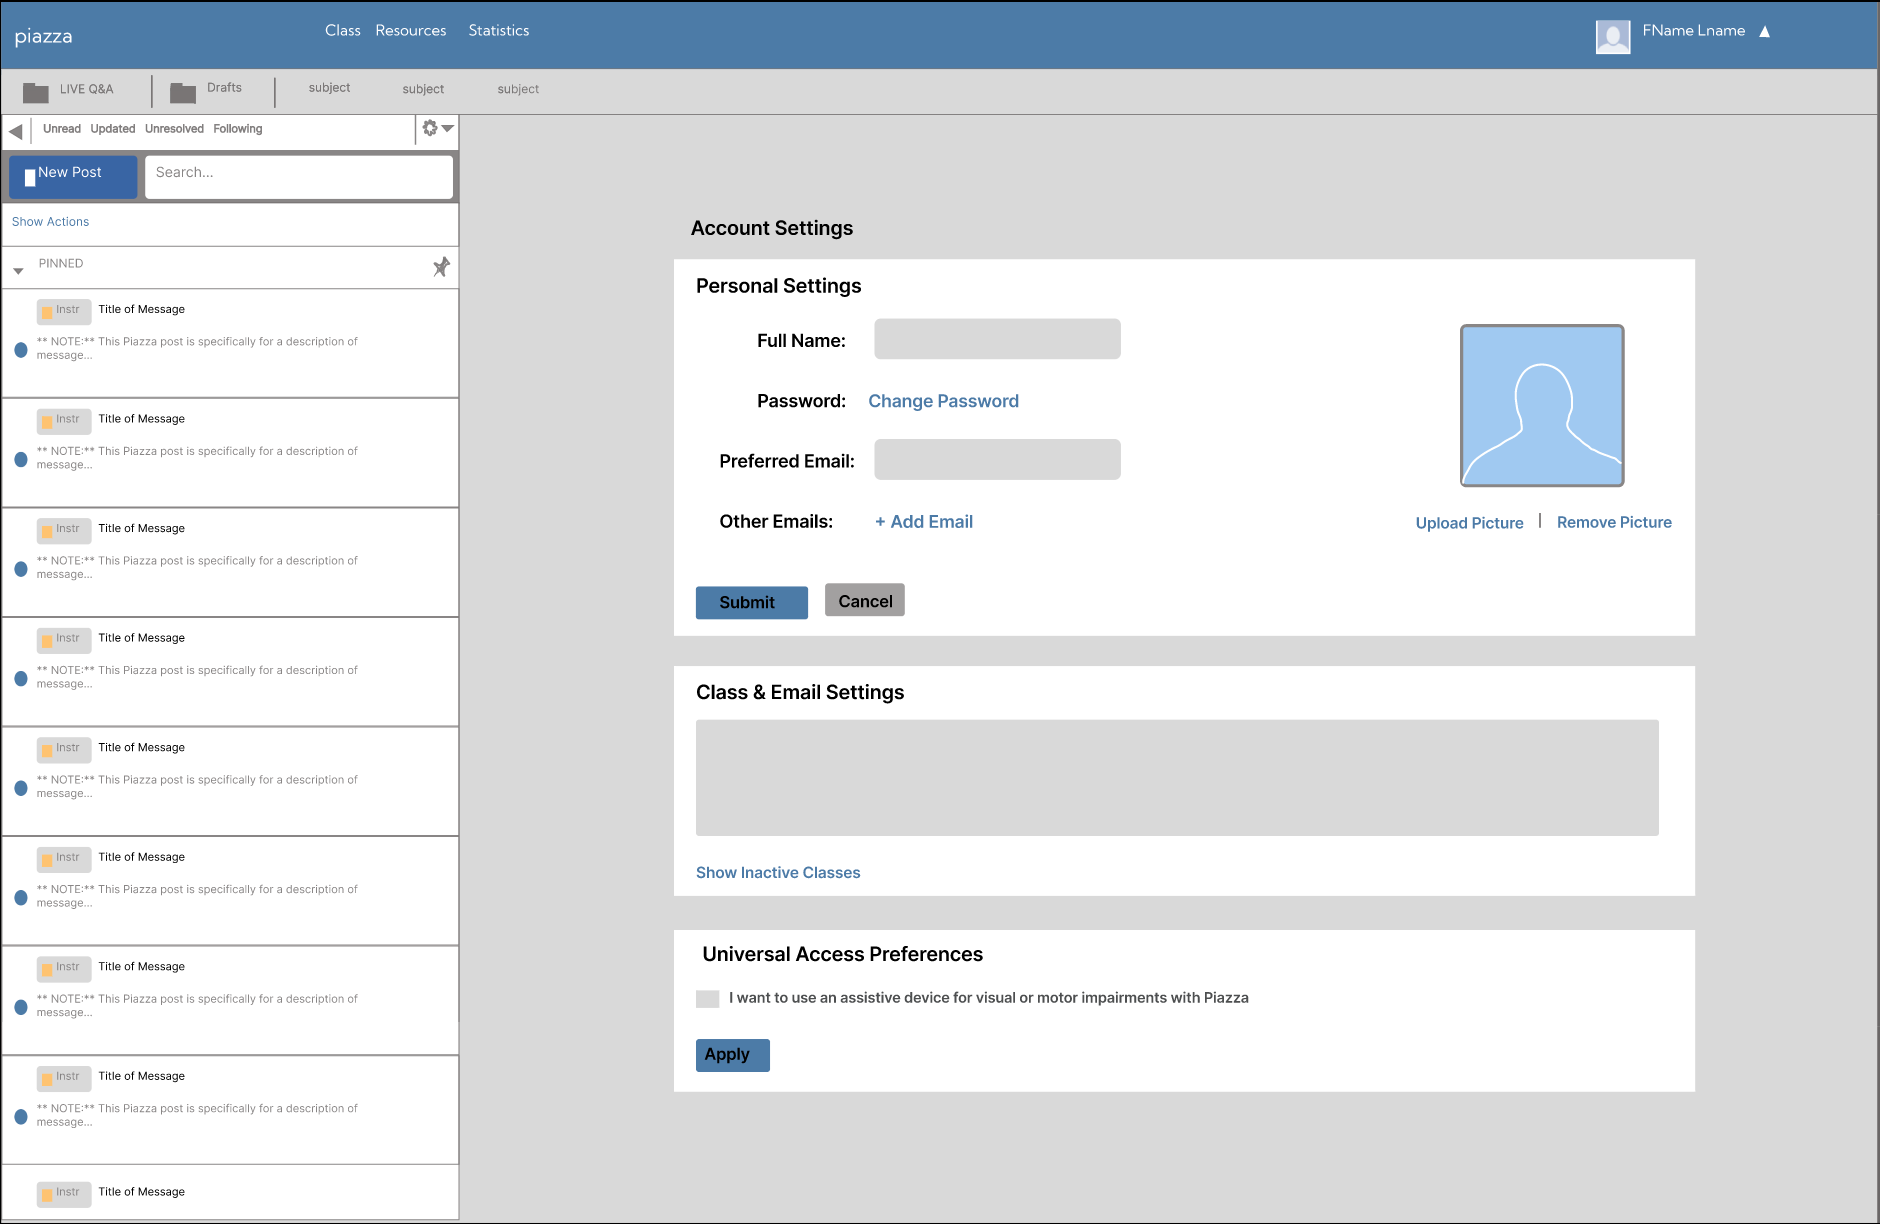 piazza
Class Resources Statistics
FName Lname
LIVE Q&A Drafts subject subject subject
Unread Updated Unresolved Following
New Post Search...
Show Actions
PINNED
Instr Title of Message
** NOTE:** This Piazza post is specifically for a description of
message...
Instr Title of Message
** NOTE:** This Piazza post is specifically for a description of
message...
Instr Title of Message
** NOTE:** This Piazza post is specifically for a description of
message...
Instr Title of Message
** NOTE:** This Piazza post is specifically for a description of
message...
Instr Title of Message
** NOTE:** This Piazza post is specifically for a description of
message...
Instr Title of Message
** NOTE:** This Piazza post is specifically for a description of
message...
Instr Title of Message
** NOTE:** This Piazza post is specifically for a description of
message...
Instr Title of Message
** NOTE:** This Piazza post is specifically for a description of
message...
Instr Title of Message
Account Settings
Personal Settings
Full Name:
Password: Change Password
Preferred Email:
Other Emails: + Add Email
Upload Picture | Remove Picture
Submit Cancel
Class & Email Settings
Show Inactive Classes
Universal Access Preferences
I want to use an assistive device for visual or motor impairments with Piazza
Apply